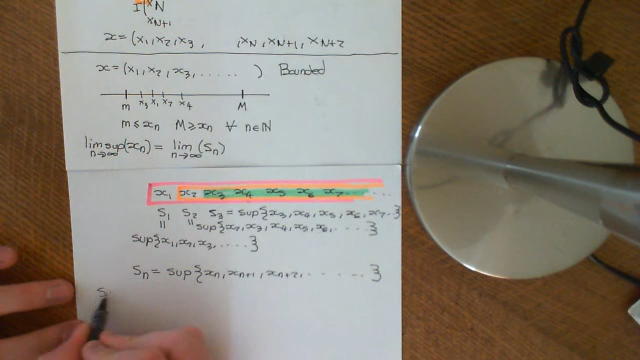 x_N
x_{N+1}
x = (x_1, x_2, x_3, , x_N, x_{N+1}, x_{N+2}
x = (x_1, x_2, x_3, . . . . . . ) Bounded
m x_3 x_1 x_2 x_4 M
m ≤ x_n M ≥ x_n ∀ n ∈ ℕ
lim sup(x_n) = lim (S_n)
n→∞ n→∞
x_1 x_2 x_3 x_4 x_5 x_6 x_7 . . .
S_1 S_2 S_3 = sup{x_3, x_4, x_5, x_6, x_7 . . }
|| || sup{x_2, x_3, x_4, x_5, x_6, . . . . }
sup{x_1, x_2, x_3, . . . . }
S_n = sup{x_n, x_{n+1}, x_{n+2}, . . . . . . }
S